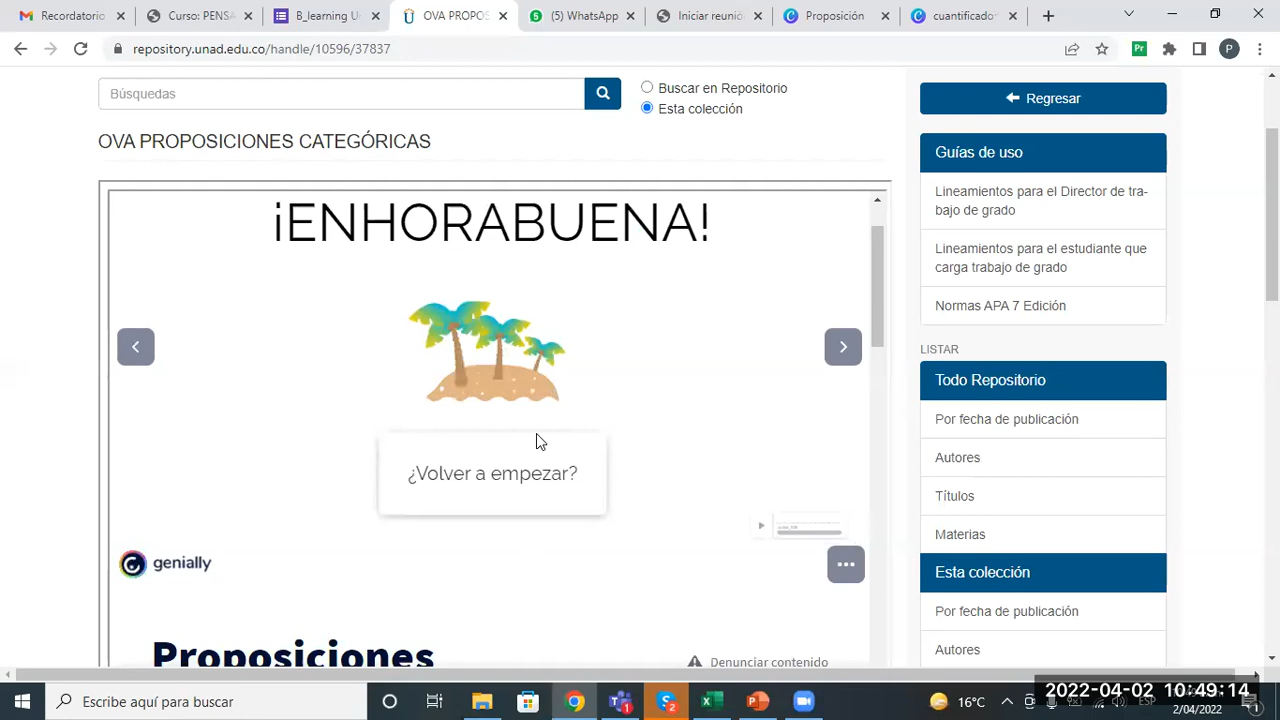 Recordatorio
Curso: PENSA
B_learning U
OVA PROPOS
(5) WhatsApp
Iniciar reunió
Proposición
cuantificado
repository.unad.edu.co/handle/10596/37837
Pr
P
Búsquedas
Buscar en Repositorio
Esta colección
Regresar
OVA PROPOSICIONES CATEGÓRICAS
Guías de uso
Lineamientos para el Director de tra-
bajo de grado
Lineamientos para el estudiante que
carga trabajo de grado
Normas APA 7 Edición
¡ENHORABUENA!
¿Volver a empezar?
genially
Proposiciones
Denunciar contenido
LISTAR
Todo Repositorio
Por fecha de publicación
Autores
Títulos
Materias
Esta colección
Por fecha de publicación
Autores
Escribe aquí para buscar
16°C
ESP
2022-04-02 10:49:14
2/04/2022